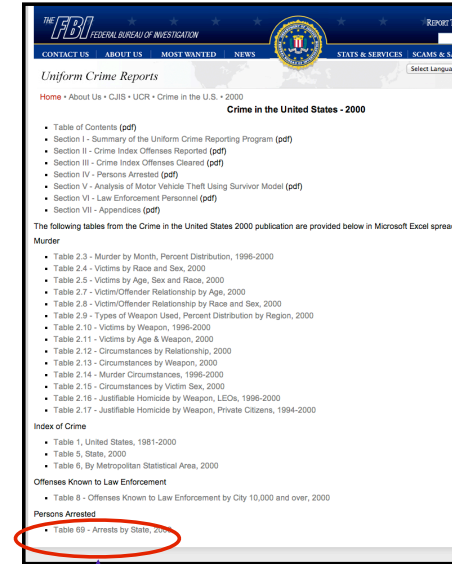 THE FBI FEDERAL BUREAU OF INVESTIGATION
REPORT
CONTACT US ABOUT US MOST WANTED NEWS STATS & SERVICES SCAMS &
Uniform Crime Reports
Select Langua
Home • About Us • CJIS • UCR • Crime in the U.S. • 2000
Crime in the United States - 2000
Table of Contents (pdf)
Section I - Summary of the Uniform Crime Reporting Program (pdf)
Section II - Crime Index Offenses Reported (pdf)
Section III - Crime Index Offenses Cleared (pdf)
Section IV - Persons Arrested (pdf)
Section V - Analysis of Motor Vehicle Theft Using Survivor Model (pdf)
Section VI - Law Enforcement Personnel (pdf)
Section VII - Appendices (pdf)
The following tables from the Crime in the United States 2000 publication are provided below in Microsoft Excel sprea
Murder
Table 2.3 - Murder by Month, Percent Distribution, 1996-2000
Table 2.4 - Victims by Race and Sex, 2000
Table 2.5 - Victims by Age, Sex and Race, 2000
Table 2.7 - Victim/Offender Relationship by Age, 2000
Table 2.8 - Victim/Offender Relationship by Race and Sex, 2000
Table 2.9 - Types of Weapon Used, Percent Distribution by Region, 2000
Table 2.10 - Victims by Weapon, 1996-2000
Table 2.11 - Victims by Age & Weapon, 2000
Table 2.12 - Circumstances by Relationship, 2000
Table 2.13 - Circumstances by Weapon, 2000
Table 2.14 - Murder Circumstances, 1996-2000
Table 2.15 - Circumstances by Victim Sex, 2000
Table 2.16 - Justifiable Homicide by Weapon, LEOs, 1996-2000
Table 2.17 - Justifiable Homicide by Weapon, Private Citizens, 1994-2000
Index of Crime
Table 1, United States, 1981-2000
Table 5, State, 2000
Table 6, By Metropolitan Statistical Area, 2000
Offenses Known to Law Enforcement
Table 8 - Offenses Known to Law Enforcement by City 10,000 and over, 2000
Persons Arrested
Table 69 - Arrests by State, 2000